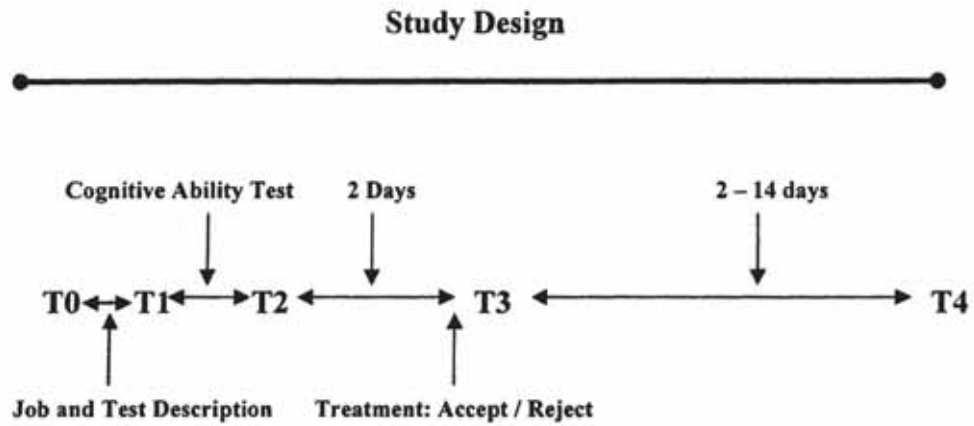 Study Design
Cognitive Ability Test 2 Days 2 – 14 days
T0 T1 T2 T3 T4
Job and Test Description Treatment: Accept / Reject